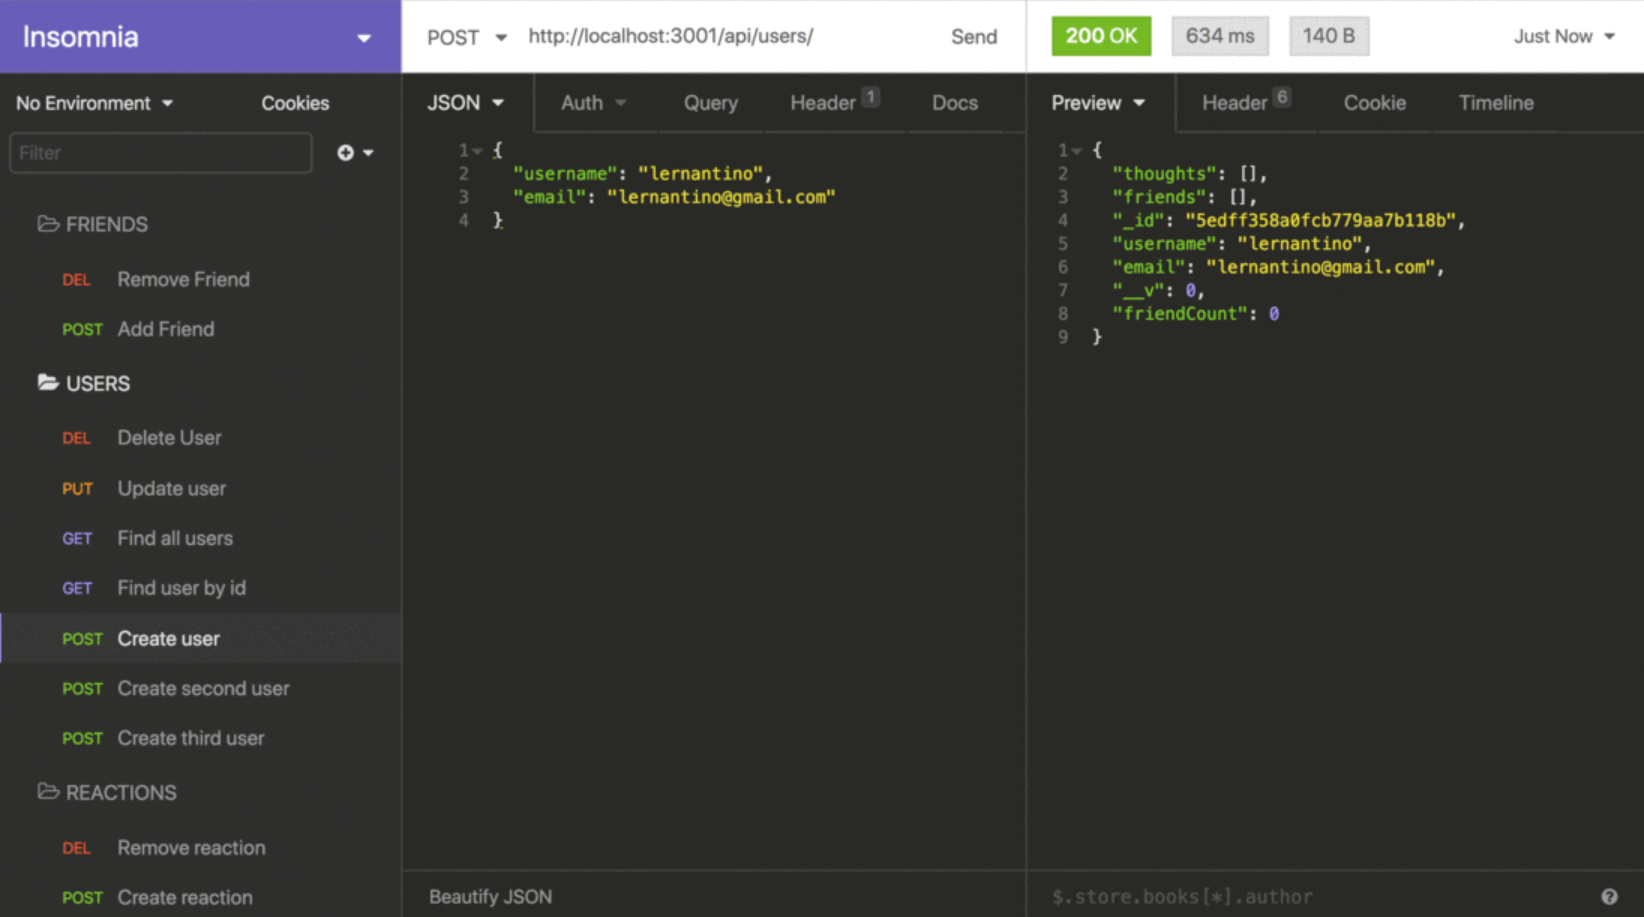 Insomnia
POST http://localhost:3001/api/users/ Send
200 OK 634 ms 140 B Just Now
No Environment Cookies
Filter
FRIENDS
DEL Remove Friend
POST Add Friend
USERS
DEL Delete User
PUT Update user
GET Find all users
GET Find user by id
POST Create user
POST Create second user
POST Create third user
REACTIONS
DEL Remove reaction
POST Create reaction
JSON Auth Query Header 1 Docs
1 {
2 "username": "lernantino",
3 "email": "lernantino@gmail.com"
4 }
Beautify JSON
Preview Header 6 Cookie Timeline
1 {
2 "thoughts": [],
3 "friends": [],
4 "_id": "5edff358a0fcb779aa7b118b",
5 "username": "lernantino",
6 "email": "lernantino@gmail.com",
7 "__v": 0,
8 "friendCount": 0
9 }
$.store.books[*].author ?